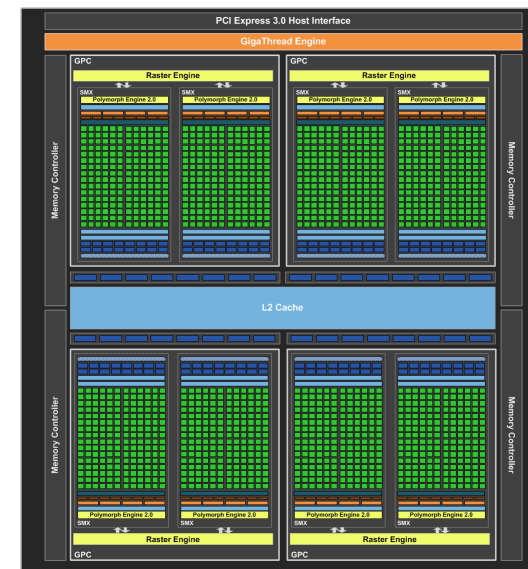 PCI Express 3.0 Host Interface
GigaThread Engine
GPC
GPC
Raster Engine
Raster Engine
SMX
SMX
SMX
SMX
Polymorph Engine 2.0
Polymorph Engine 2.0
Polymorph Engine 2.0
Polymorph Engine 2.0
Memory Controller
Memory Controller
L2 Cache
Memory Controller
Memory Controller
Polymorph Engine 2.0
Polymorph Engine 2.0
Polymorph Engine 2.0
Polymorph Engine 2.0
SMX
SMX
SMX
SMX
Raster Engine
Raster Engine
GPC
GPC